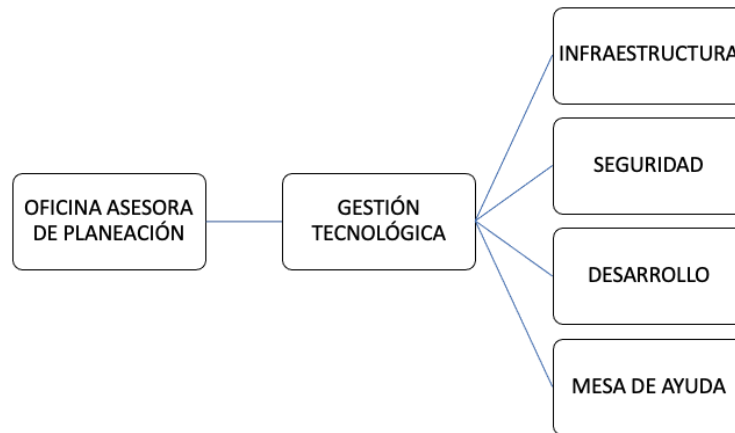 OFICINA ASESORA
DE PLANEACIÓN
GESTIÓN
TECNOLÓGICA
INFRAESTRUCTURA
SEGURIDAD
DESARROLLO
MESA DE AYUDA